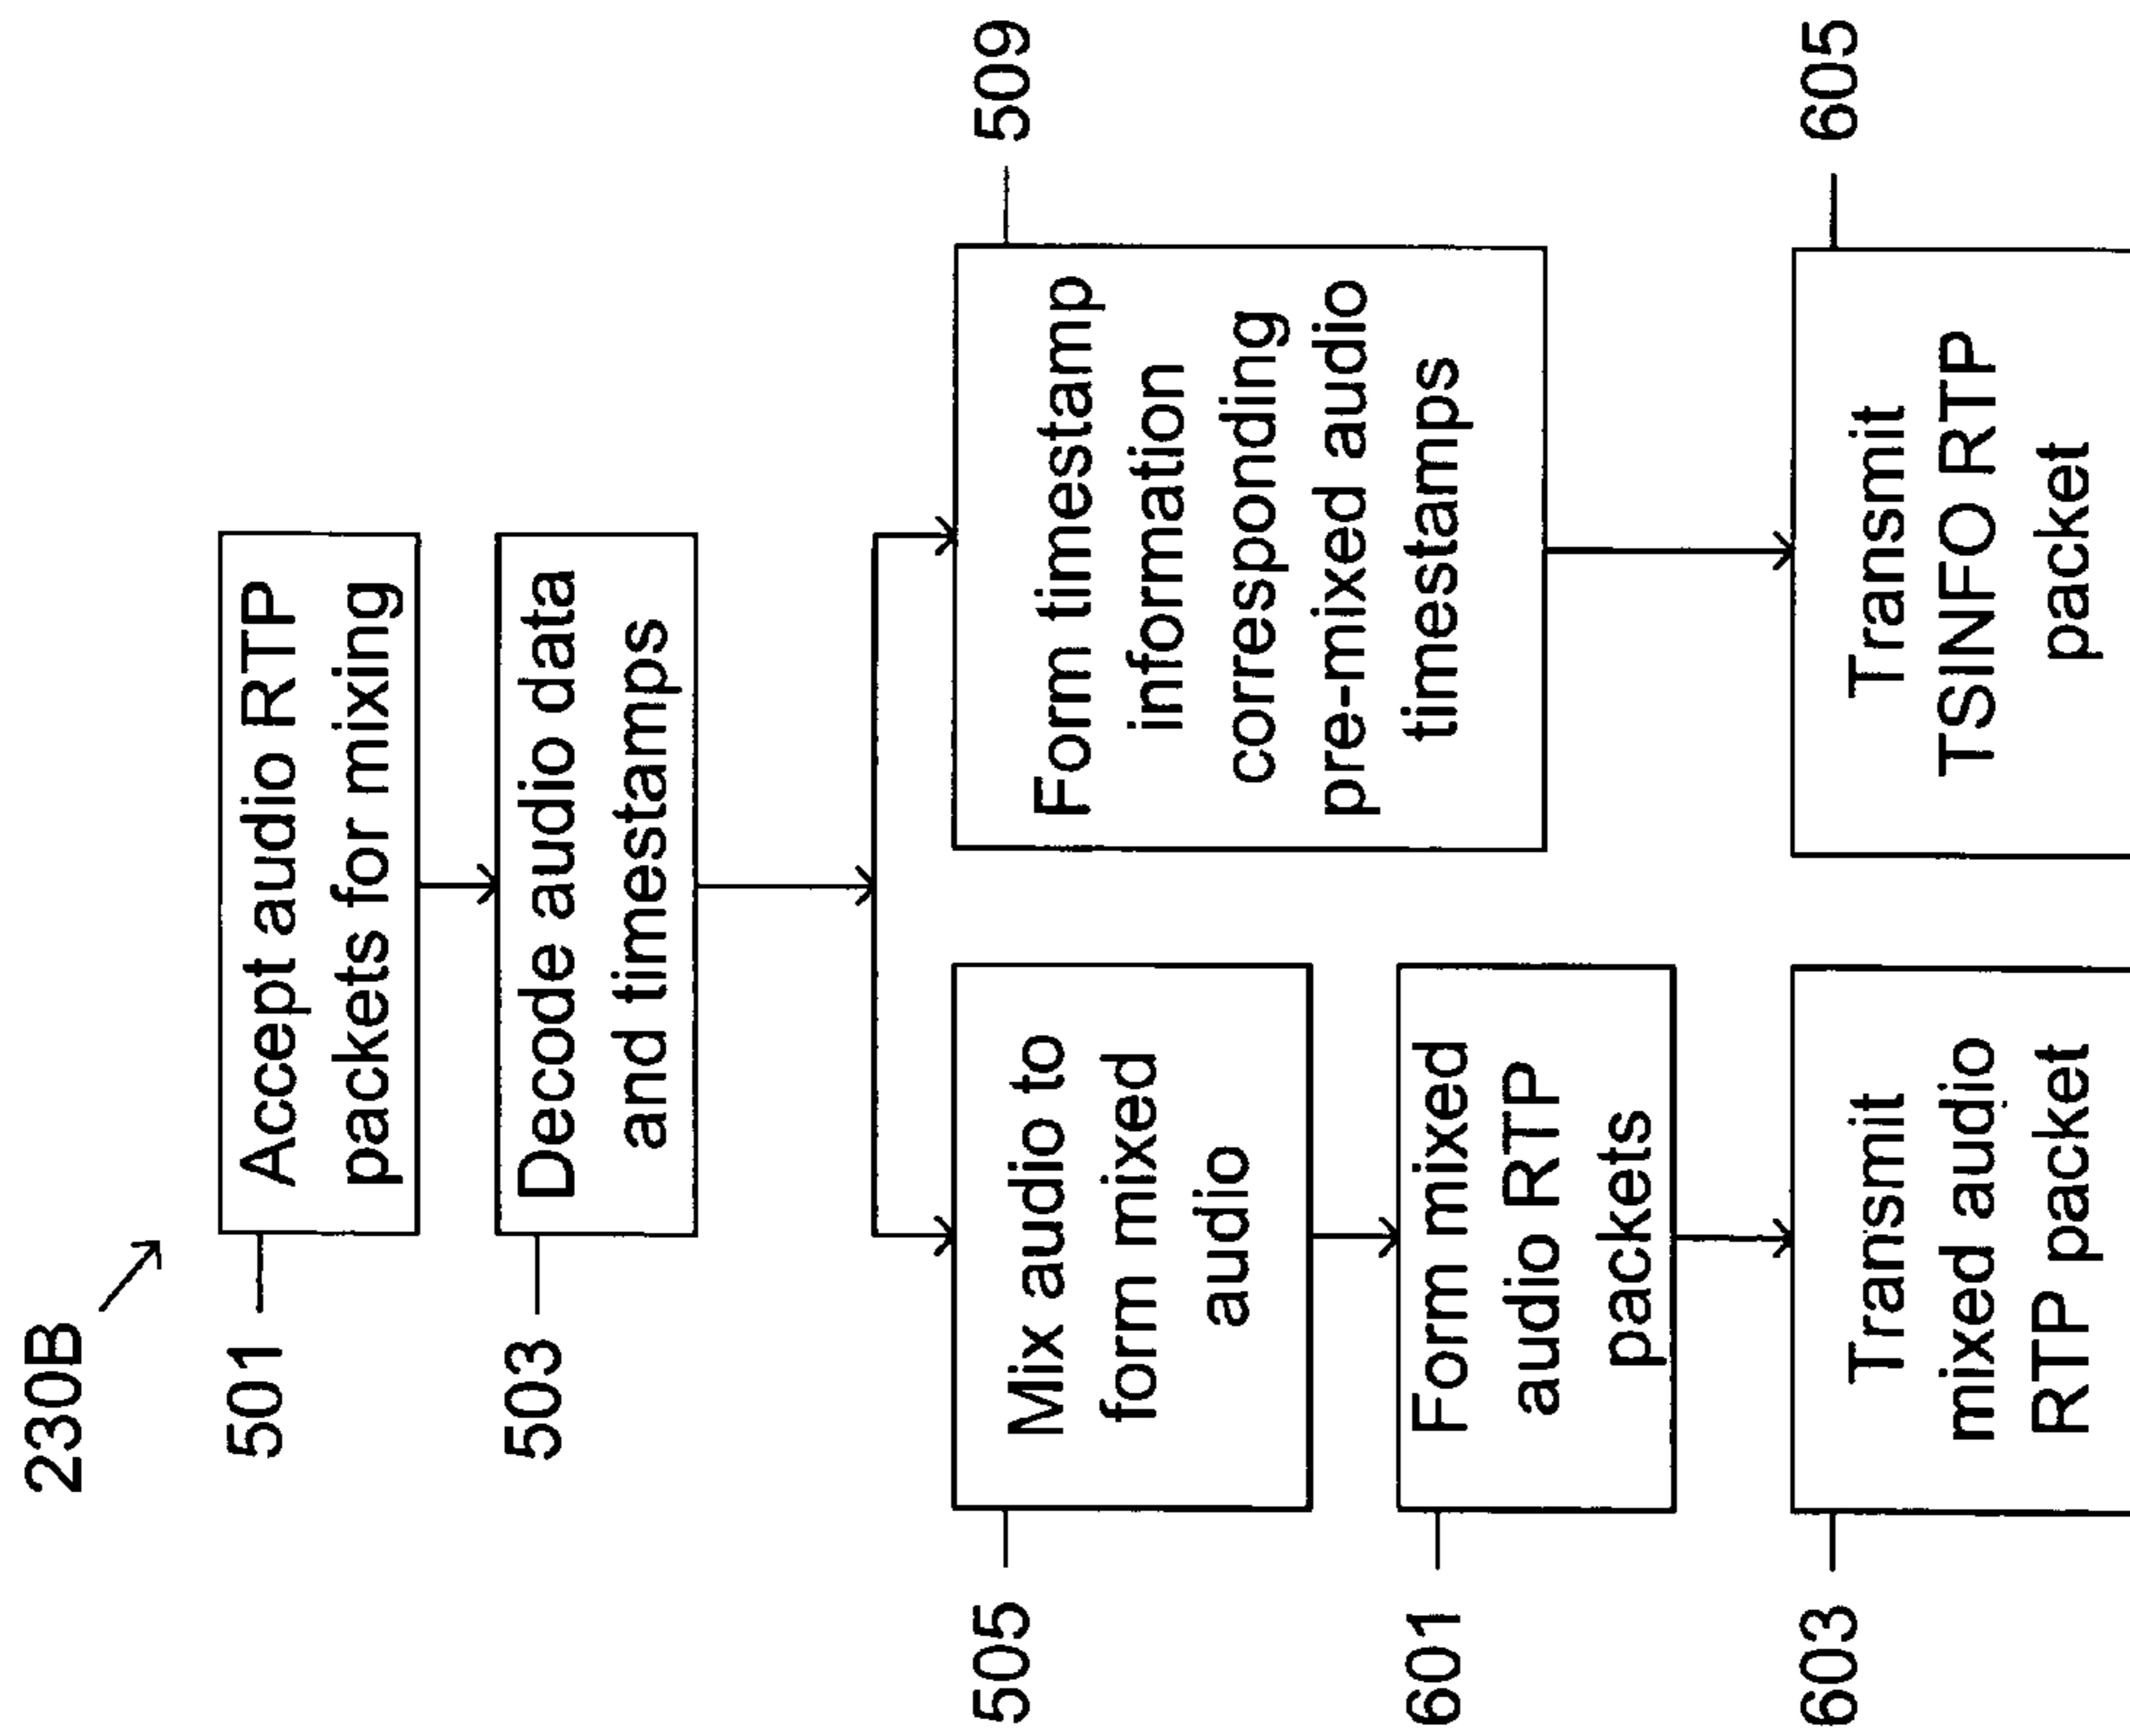 230B
501
Accept audio RTP
packets for mixing
503
Decode audio data
and timestamps
505
Mix audio to
form mixed
audio
509
Form timestamp
information
corresponding
pre-mixed audio
timestamps
601
Form mixed
audio RTP
packets
603
Transmit
mixed audio
RTP packet
605
Transmit
TSINFO RTP
packet